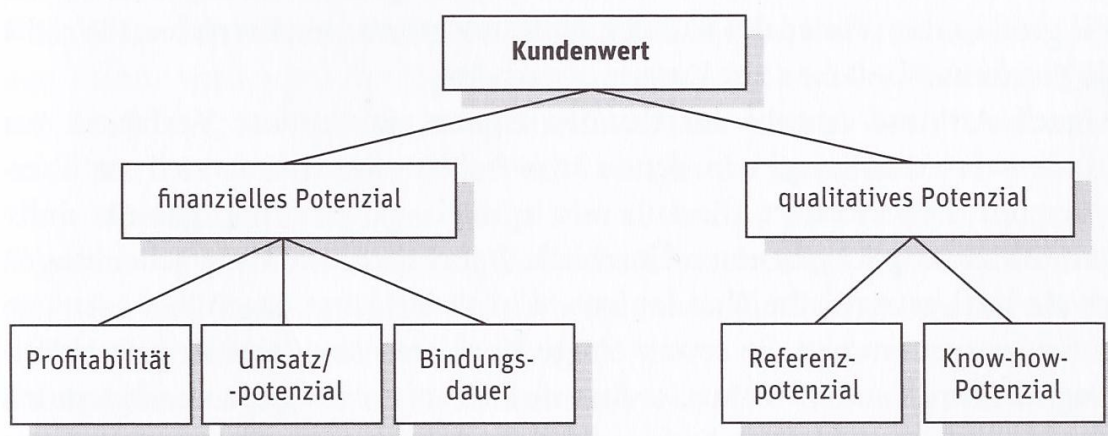 Kundenwert
finanzielles Potenzial
qualitatives Potenzial
Profitabilität
Umsatz/
-potenzial
Bindungs-
dauer
Referenz-
potenzial
Know-how-
Potenzial